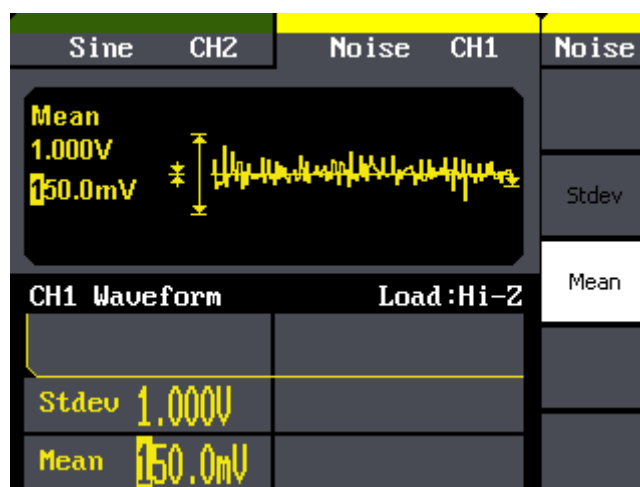 Sine CH2 Noise CH1 Noise
Mean
1.000V
150.0mV
Stdev
Mean
CH1 Waveform Load:Hi-Z
Stdev 1.000V
Mean 150.0mV